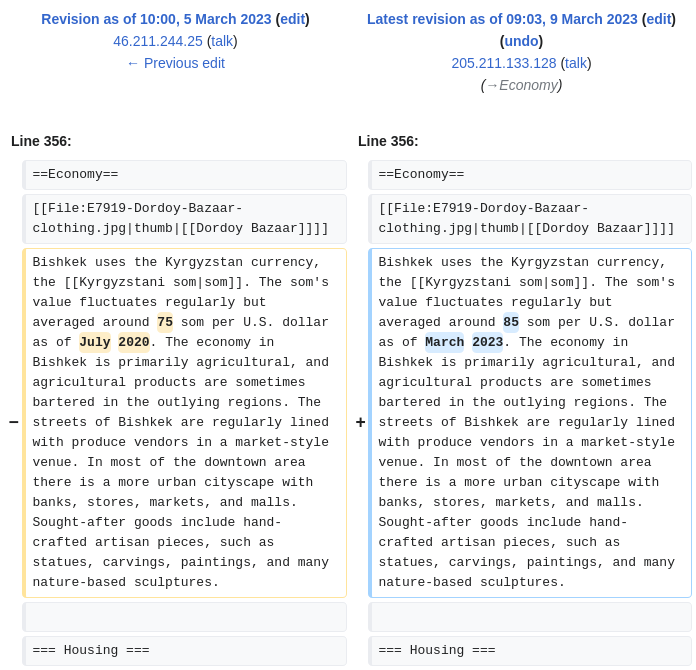 Revision as of 10:00, 5 March 2023 (edit)
46.211.244.25 (talk)
← Previous edit
Latest revision as of 09:03, 9 March 2023 (edit)
(undo)
205.211.133.128 (talk)
(→Economy)
Line 356:
==Economy==
[[File:E7919-Dordoy-Bazaar-
clothing.jpg|thumb|[[Dordoy Bazaar]]]]
−
Bishkek uses the Kyrgyzstan currency,
the [[Kyrgyzstani som|som]]. The som's
value fluctuates regularly but
averaged around 75 som per U.S. dollar
as of July 2020. The economy in
Bishkek is primarily agricultural, and
agricultural products are sometimes
bartered in the outlying regions. The
streets of Bishkek are regularly lined
with produce vendors in a market-style
venue. In most of the downtown area
there is a more urban cityscape with
banks, stores, markets, and malls.
Sought-after goods include hand-
crafted artisan pieces, such as
statues, carvings, paintings, and many
nature-based sculptures.
=== Housing ===
Line 356:
==Economy==
[[File:E7919-Dordoy-Bazaar-
clothing.jpg|thumb|[[Dordoy Bazaar]]]]
+
Bishkek uses the Kyrgyzstan currency,
the [[Kyrgyzstani som|som]]. The som's
value fluctuates regularly but
averaged around 85 som per U.S. dollar
as of March 2023. The economy in
Bishkek is primarily agricultural, and
agricultural products are sometimes
bartered in the outlying regions. The
streets of Bishkek are regularly lined
with produce vendors in a market-style
venue. In most of the downtown area
there is a more urban cityscape with
banks, stores, markets, and malls.
Sought-after goods include hand-
crafted artisan pieces, such as
statues, carvings, paintings, and many
nature-based sculptures.
=== Housing ===